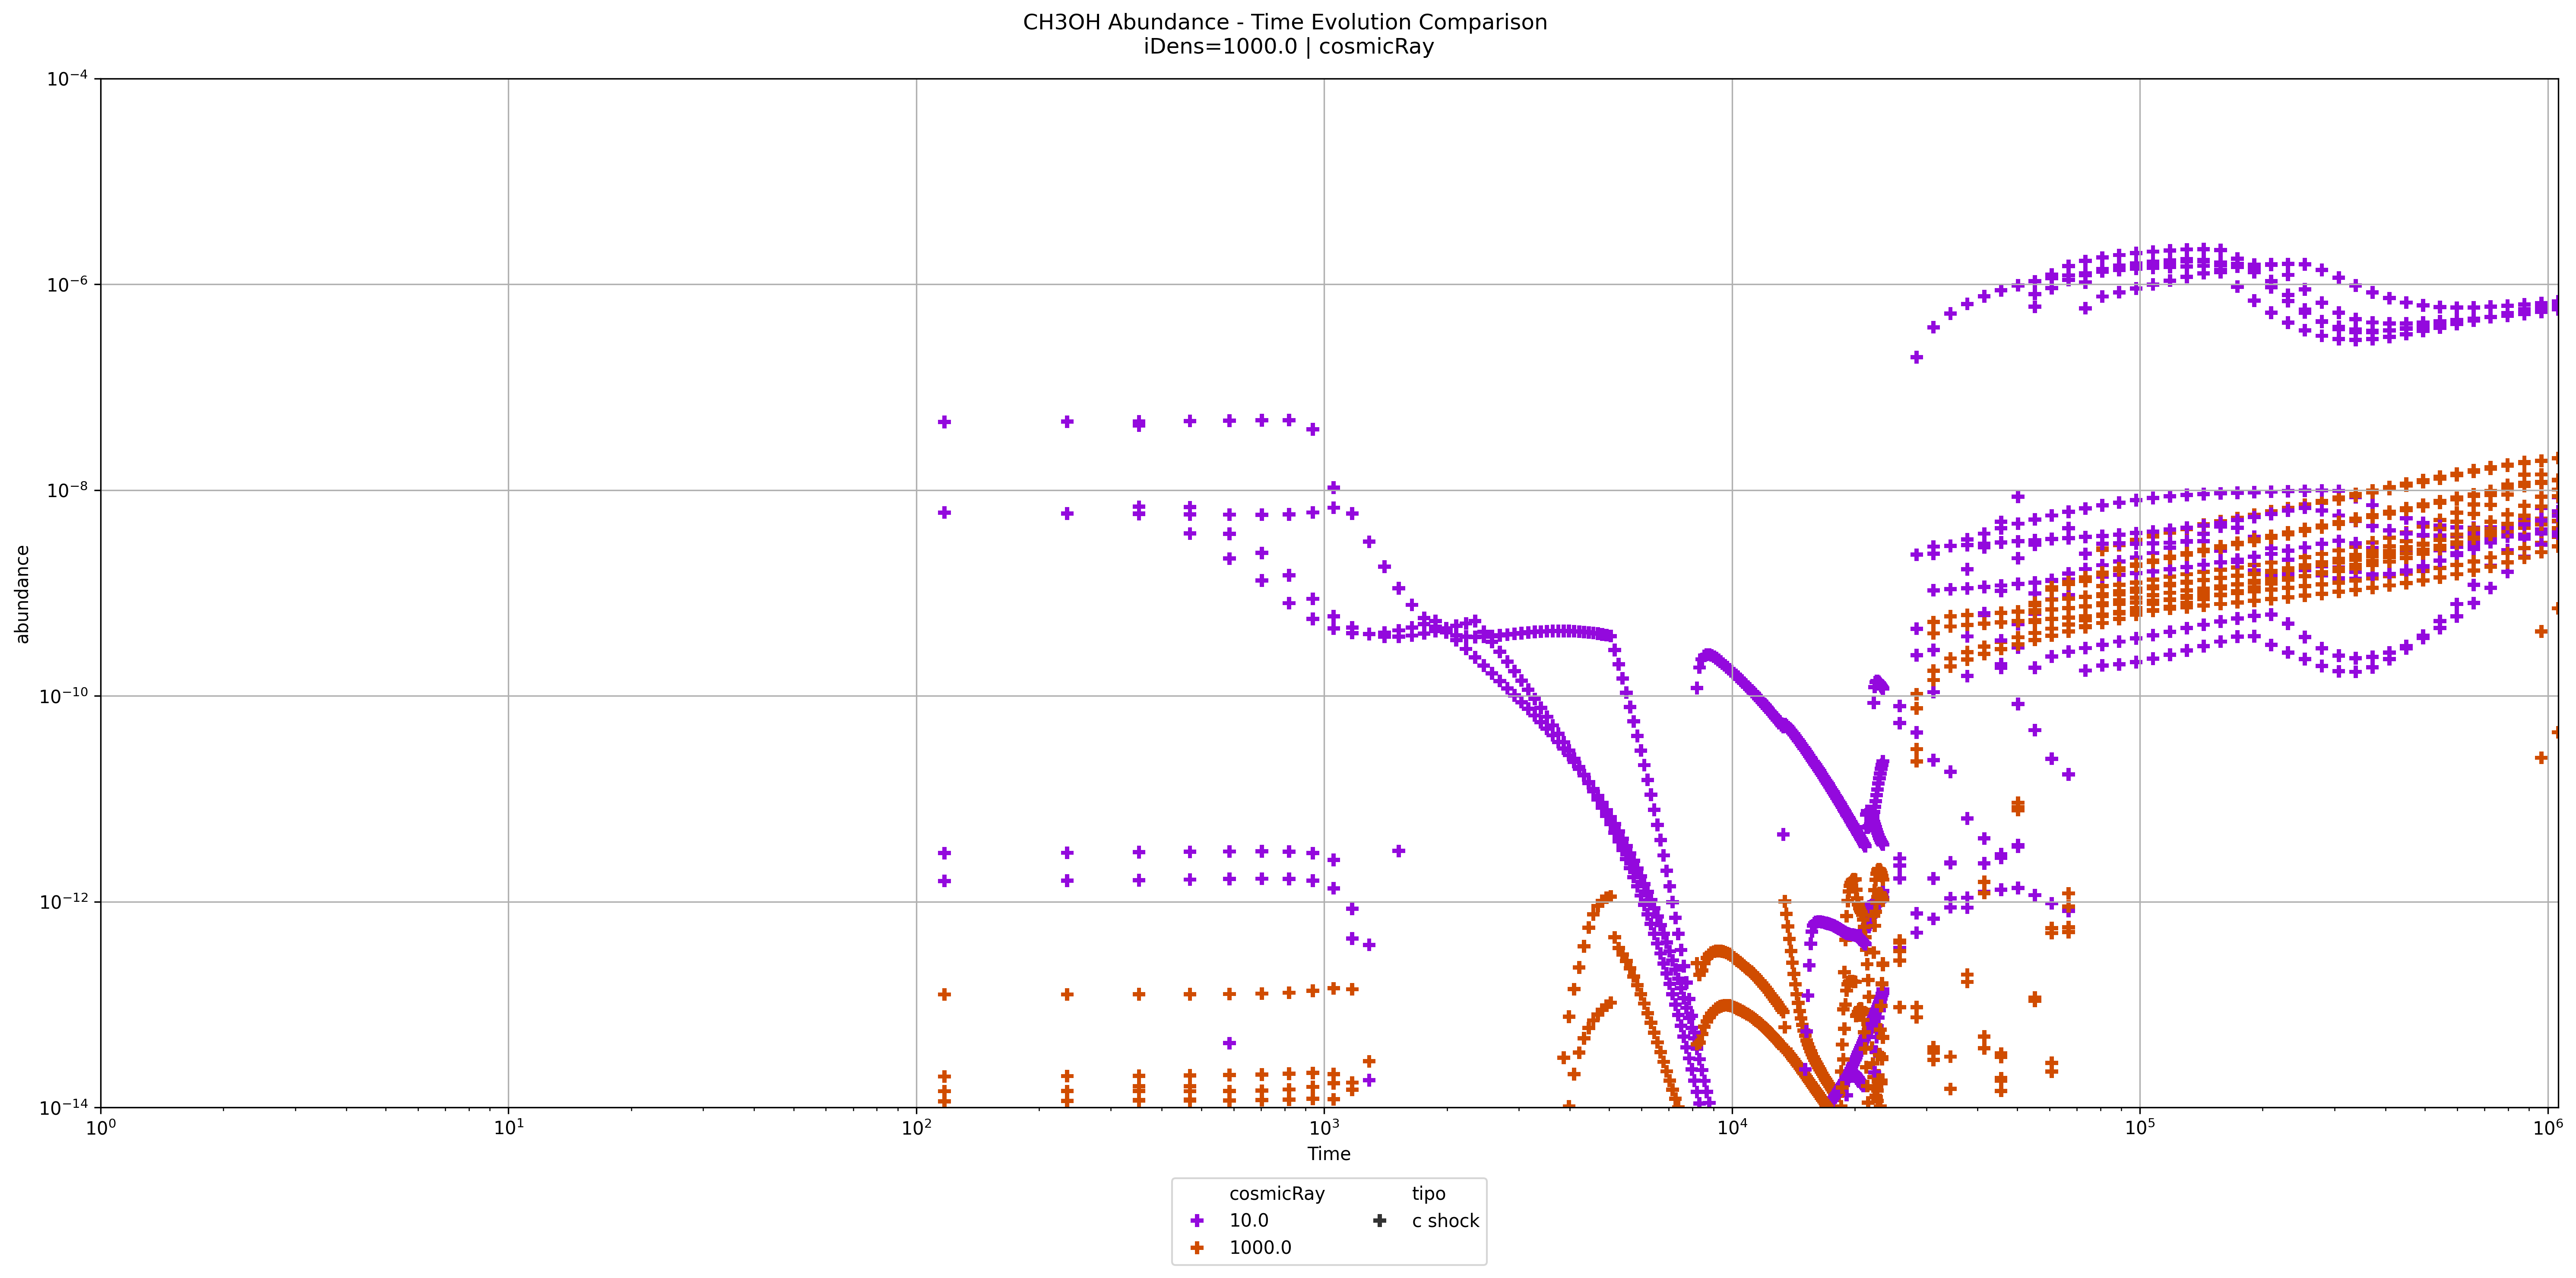 CH3OH Abundance - Time Evolution Comparison
iDens=1000.0 | cosmicRay
abundance
10⁻⁴
10⁻⁶
10⁻⁸
10⁻¹⁰
10⁻¹²
10⁻¹⁴
10⁰ 10¹ 10² 10³ 10⁴ 10⁵ 10⁶
Time
cosmicRay tipo
10.0 c shock
1000.0